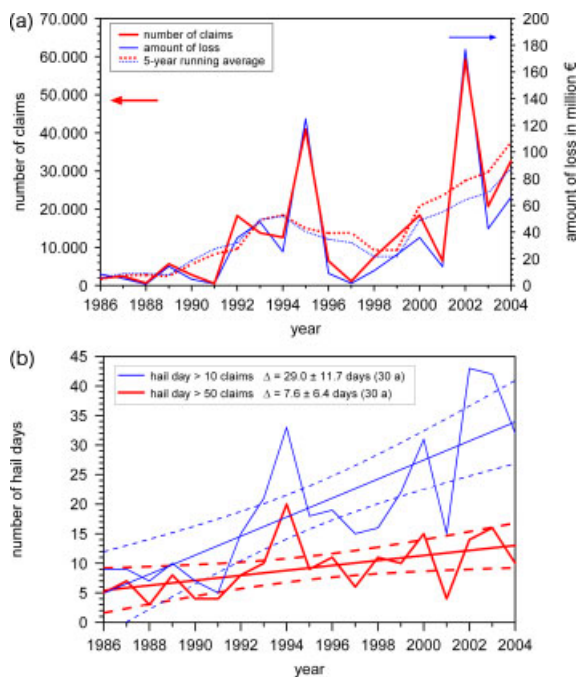 (a)
70.000
60.000
50.000
40.000
30.000
20.000
10.000
0
number of claims
number of claims
amount of loss
5-year running average
200
180
160
140
120
100
80
60
40
20
0
amount of loss in million €
1986 1988 1990 1992 1994 1996 1998 2000 2002 2004
year
(b)
45
40
35
30
25
20
15
10
5
0
number of hail days
hail day > 10 claims Δ = 29.0 ± 11.7 days (30 a)
hail day > 50 claims Δ = 7.6 ± 6.4 days (30 a)
1986 1988 1990 1992 1994 1996 1998 2000 2002 2004
year